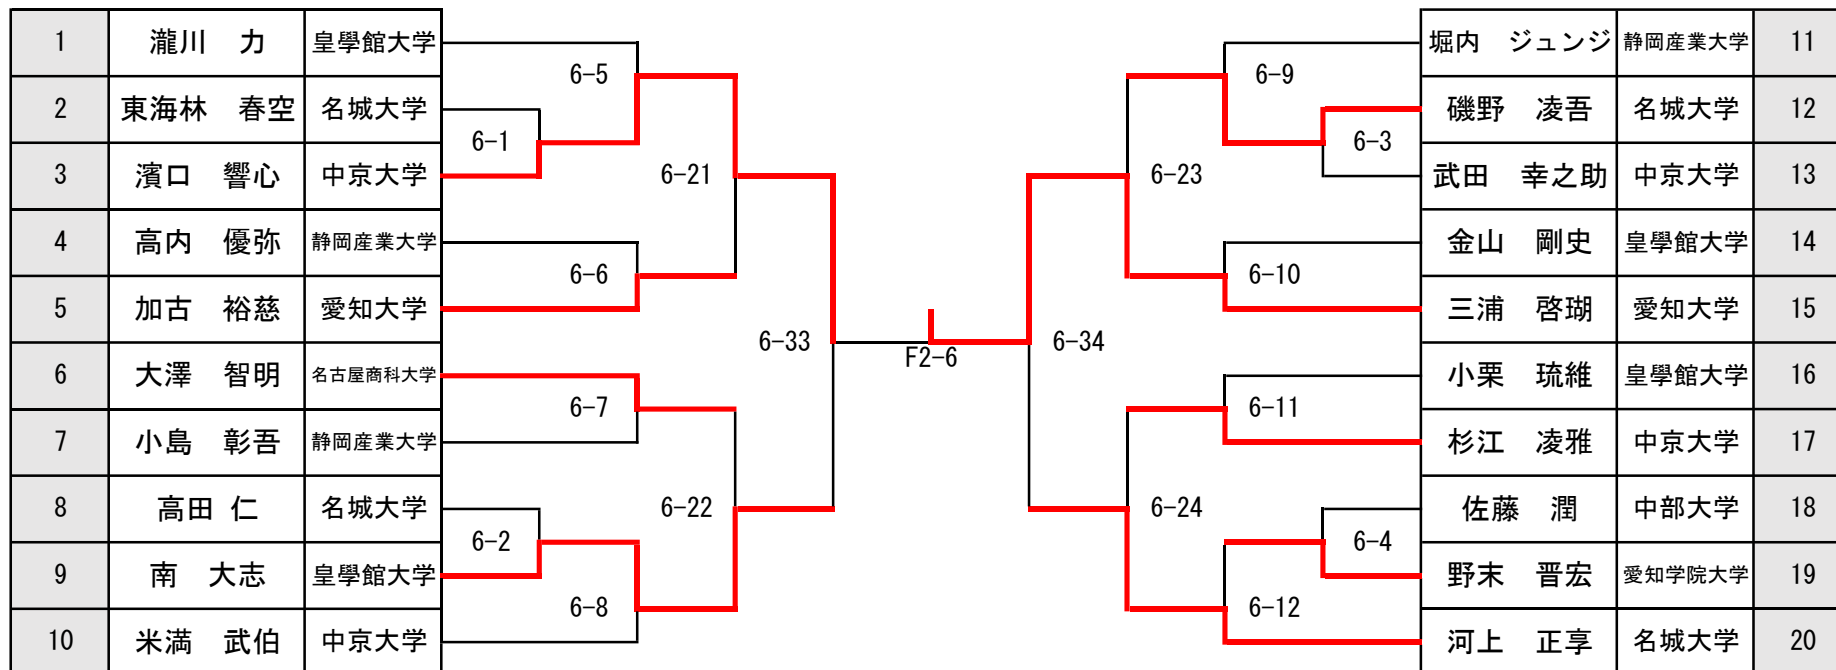 1 瀧川 力 皇學館大学
2 東海林 春空 名城大学
3 濱口 響心 中京大学
4 高内 優弥 静岡産業大学
5 加古 裕慈 愛知大学
6 大澤 智明 名古屋商科大学
7 小島 彰吾 静岡産業大学
8 高田 仁 名城大学
9 南 大志 皇學館大学
10 米満 武伯 中京大学
6-5
6-1
6-21
6-6
6-33
6-7
6-22
6-2
6-8
F2-6
6-9
6-3
6-23
6-10
6-34
6-11
6-24
6-4
6-12
堀内 ジュンジ 静岡産業大学 11
磯野 凌吾 名城大学 12
武田 幸之助 中京大学 13
金山 剛史 皇學館大学 14
三浦 啓瑚 愛知大学 15
小栗 琉維 皇學館大学 16
杉江 凌雅 中京大学 17
佐藤 潤 中部大学 18
野末 晋宏 愛知学院大学 19
河上 正享 名城大学 20